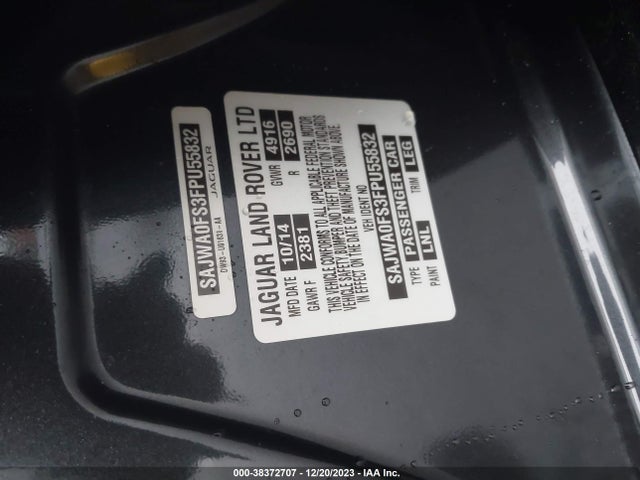 SAJWA0FS3FPU55832
JAGUAR
JAGUAR LAND ROVER LTD
MFD DATE 10/14 GVWR 4916
GAWR F 2381 R 2690
THIS VEHICLE CONFORMS TO ALL APPLICABLE FEDERAL MOTOR
VEHICLE SAFETY, BUMPER, AND THEFT PREVENTION STANDARDS
IN EFFECT ON THE DATE OF MANUFACTURE SHOWN ABOVE.
VEH IDENT NO
SAJWA0FS3FPU55832
TYPE PASSENGER CAR
PAINT LNL TRIM LEG
000-38372707 - 12/20/2023 - IAA Inc.